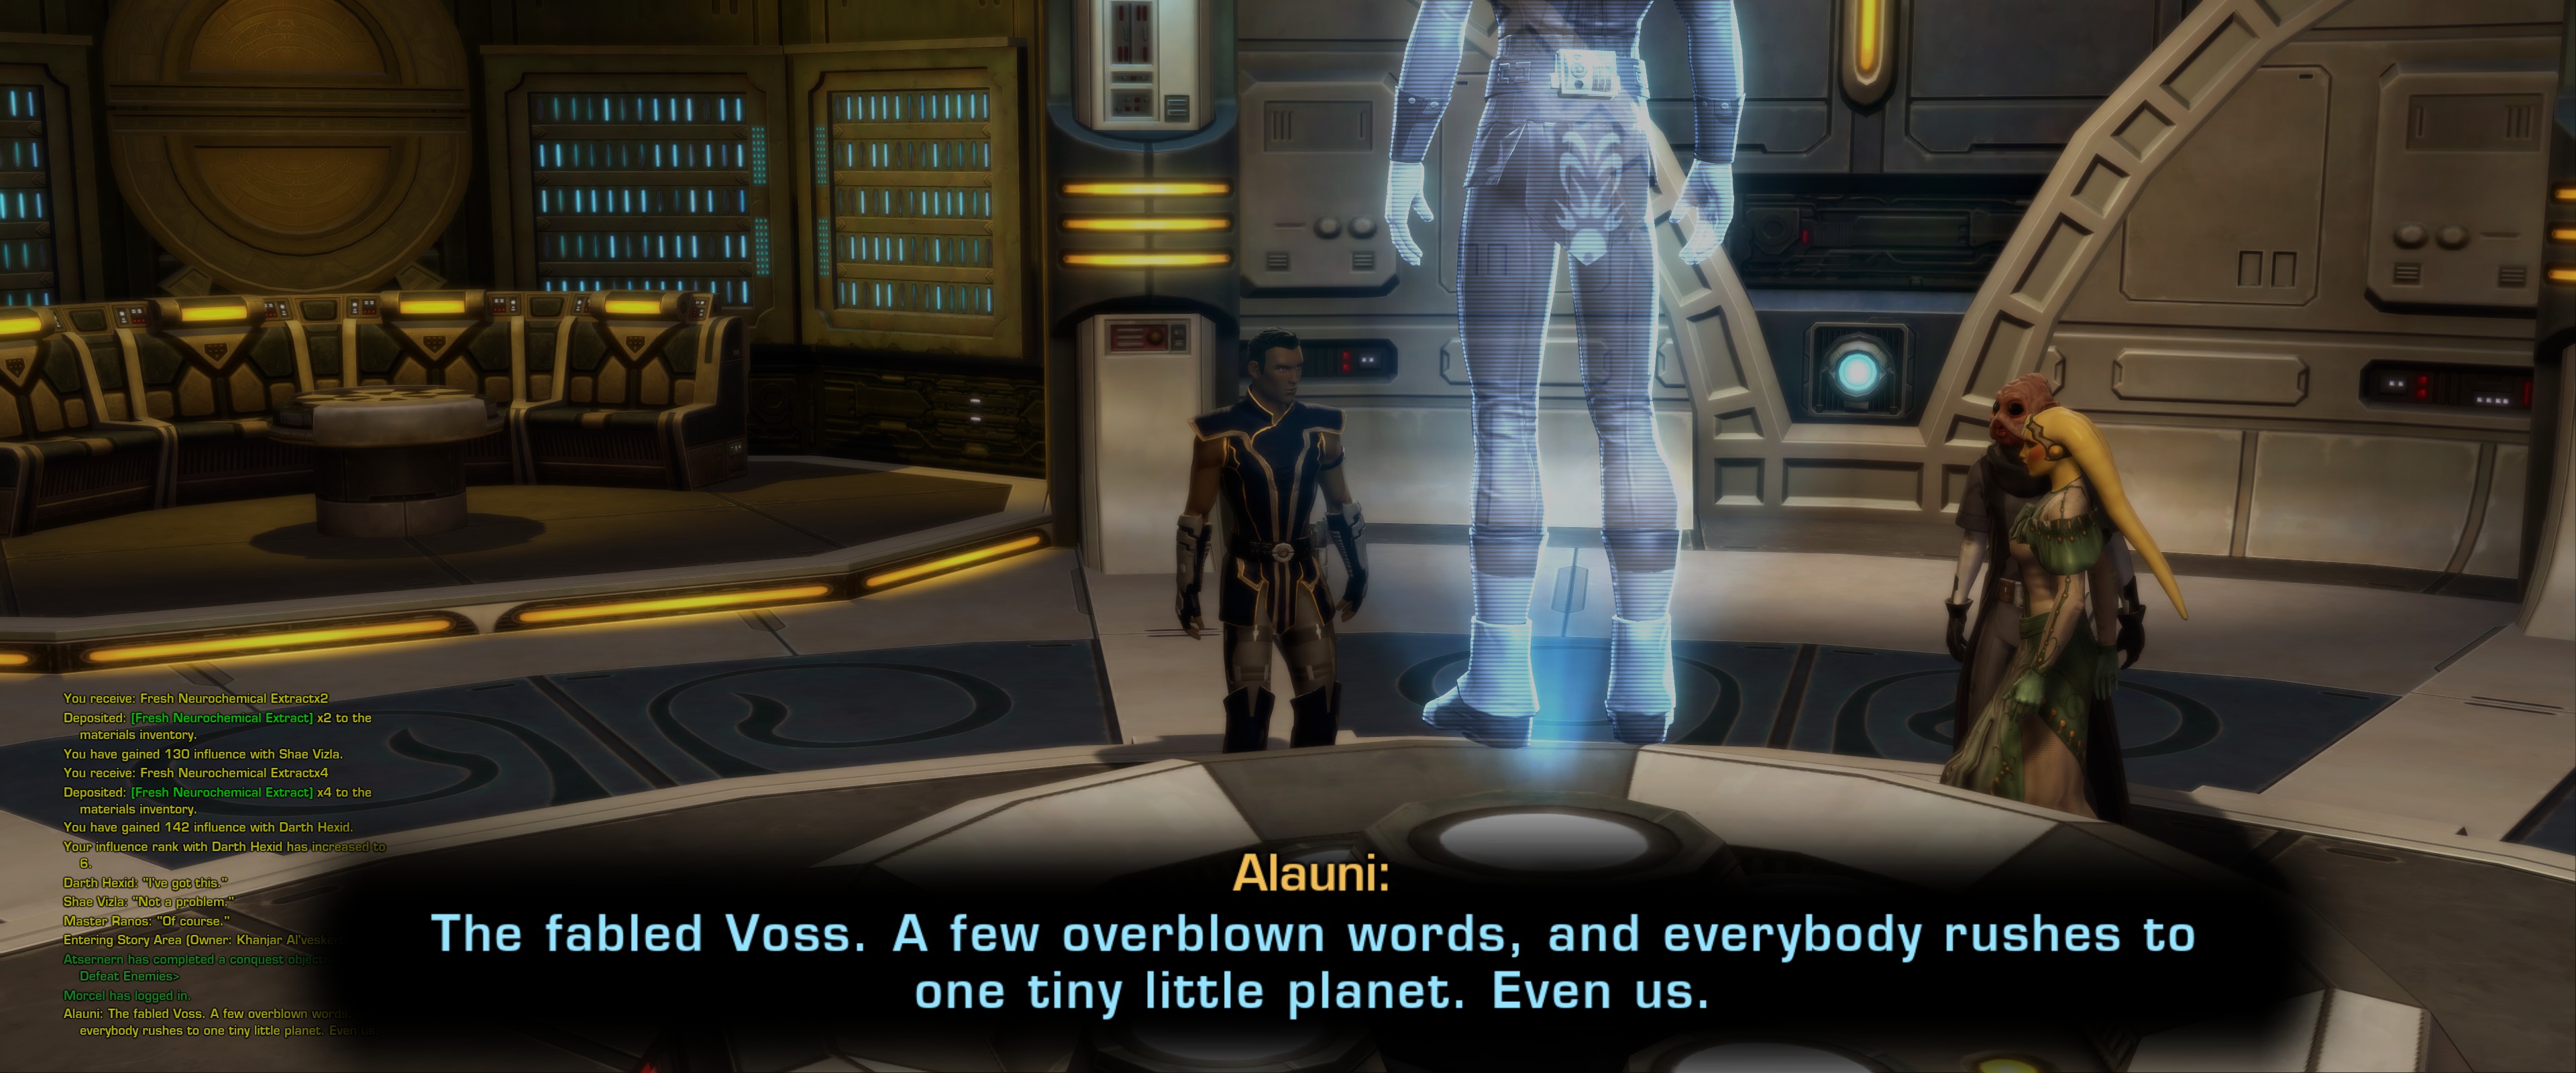 You receive: Fresh Neurochemical Extractx2
Deposited: [Fresh Neurochemical Extract] x2 to the
materials inventory.
You have gained 130 influence with Shae Vizla.
You receive: Fresh Neurochemical Extractx4
Deposited: [Fresh Neurochemical Extract] x4 to the
materials inventory.
You have gained 142 influence with Darth Hexid.
Your influence rank with Darth Hexid has increased to
6.
Darth Hexid: "I've got this."
Shae Vizla: "Not a problem."
Master Ranos: "Of course."
Entering Story Area (Owner: Khanjar
Atsernern has completed a conquest
Defeat Enemies>
Morcel has logged in.
Alauni: The fabled Voss. A few overblown words,
everybody rushes to one tiny little planet. Even us.
Alauni:
The fabled Voss. A few overblown words, and everybody rushes to
one tiny little planet. Even us.